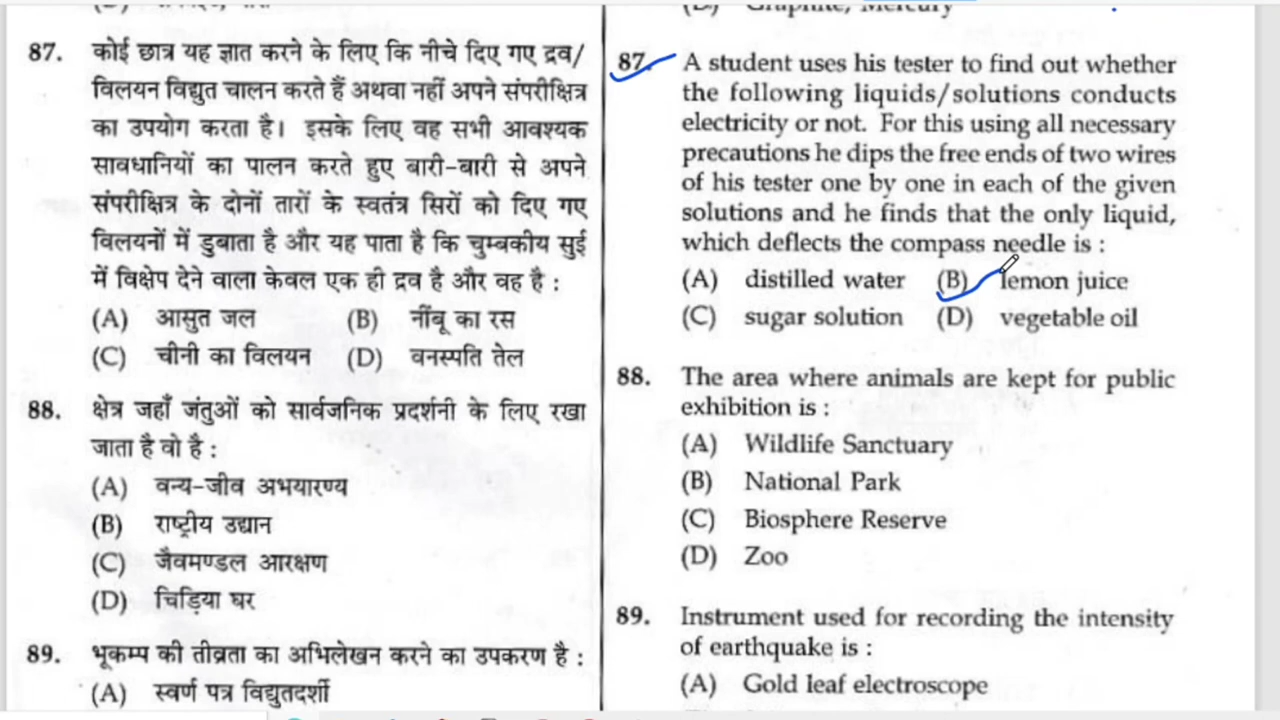 87. कोई छात्र यह ज्ञात करने के लिए कि नीचे दिए गए द्रव/
विलयन विद्युत चालन करते हैं अथवा नहीं अपने संपरीक्षित्र
का उपयोग करता है। इसके लिए वह सभी आवश्यक
सावधानियों का पालन करते हुए बारी-बारी से अपने
संपरीक्षित्र के दोनों तारों के स्वतंत्र सिरों को दिए गए
विलयनों में डुबाता है और यह पाता है कि चुम्बकीय सुई
में विक्षेप देने वाला केवल एक ही द्रव है और वह है :
(A) आसुत जल (B) नींबू का रस
(C) चीनी का विलयन (D) वनस्पति तेल
88. क्षेत्र जहाँ जंतुओं को सार्वजनिक प्रदर्शनी के लिए रखा
जाता है वो है :
(A) वन्य-जीव अभयारण्य
(B) राष्ट्रीय उद्यान
(C) जैवमण्डल आरक्षण
(D) चिड़िया घर
89. भूकम्प की तीव्रता का अभिलेखन करने का उपकरण है :
(A) स्वर्ण पत्र विद्युतदर्शी
(D) Graphite, Mercury
87. A student uses his tester to find out whether
the following liquids/solutions conducts
electricity or not. For this using all necessary
precautions he dips the free ends of two wires
of his tester one by one in each of the given
solutions and he finds that the only liquid,
which deflects the compass needle is :
(A) distilled water (B) lemon juice
(C) sugar solution (D) vegetable oil
88. The area where animals are kept for public
exhibition is :
(A) Wildlife Sanctuary
(B) National Park
(C) Biosphere Reserve
(D) Zoo
89. Instrument used for recording the intensity
of earthquake is :
(A) Gold leaf electroscope